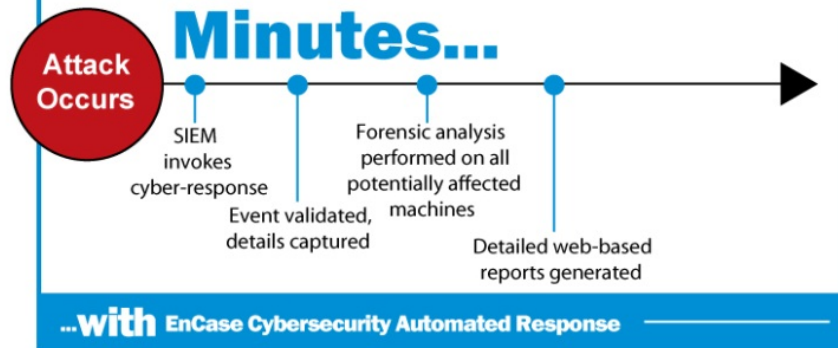 Minutes...
Attack
Occurs
SIEM
invokes
cyber-response
Event validated,
details captured
Forensic analysis
performed on all
potentially affected
machines
Detailed web-based
reports generated
...with EnCase Cybersecurity Automated Response